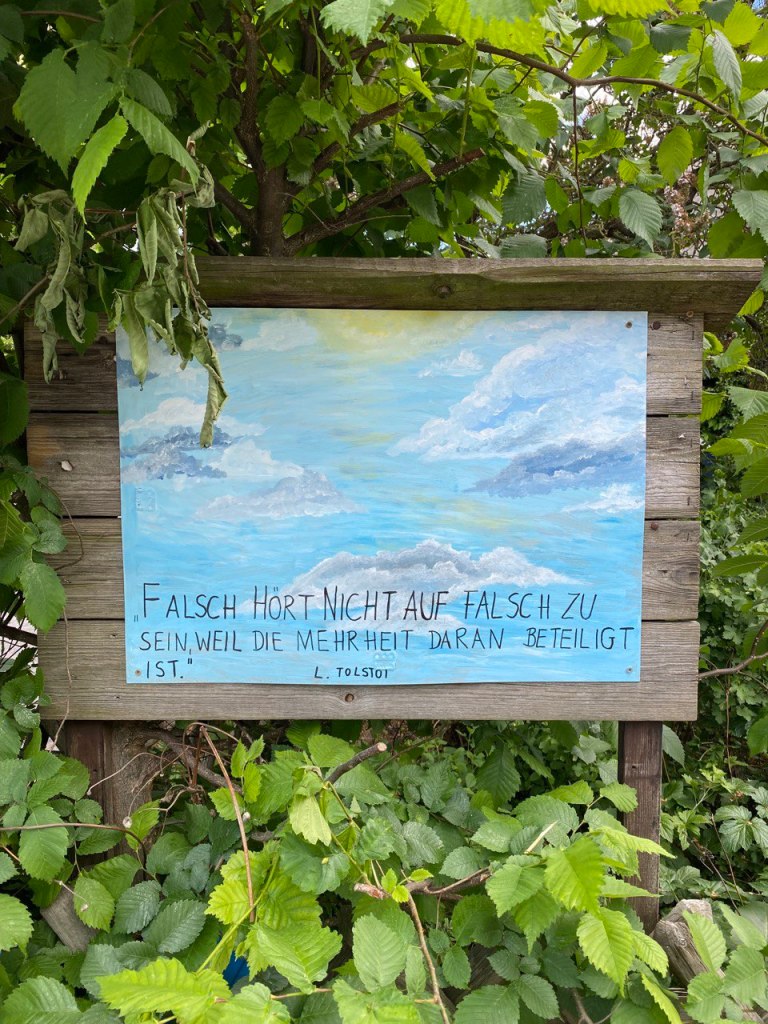 „Falsch Hört Nicht auf falsch zu
sein, weil die Mehrheit daran beteiligt
ist."
L. Tolstoi